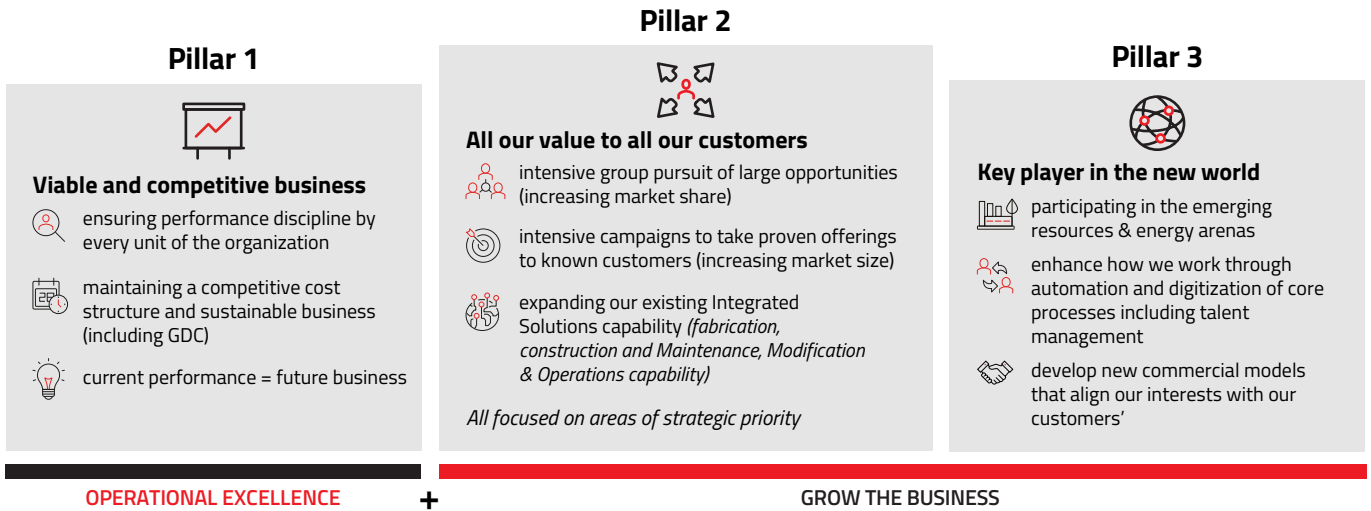 Pillar 1
Viable and competitive business
ensuring performance discipline by
every unit of the organization
28
maintaining a competitive cost
structure and sustainable business
(including GDC)
current performance = future business
Pillar 2
All our value to all our customers
intensive group pursuit of large opportunities
(increasing market share)
intensive campaigns to take proven offerings
to known customers (increasing market size)
expanding our existing Integrated
Solutions capability (fabrication,
construction and Maintenance, Modification
& Operations capability)
All focused on areas of strategic priority
Pillar 3
Key player in the new world
participating in the emerging
resources & energy arenas
enhance how we work through
automation and digitization of core
processes including talent
management
develop new commercial models
that align our interests with our
customers’
OPERATIONAL EXCELLENCE
+
GROW THE BUSINESS